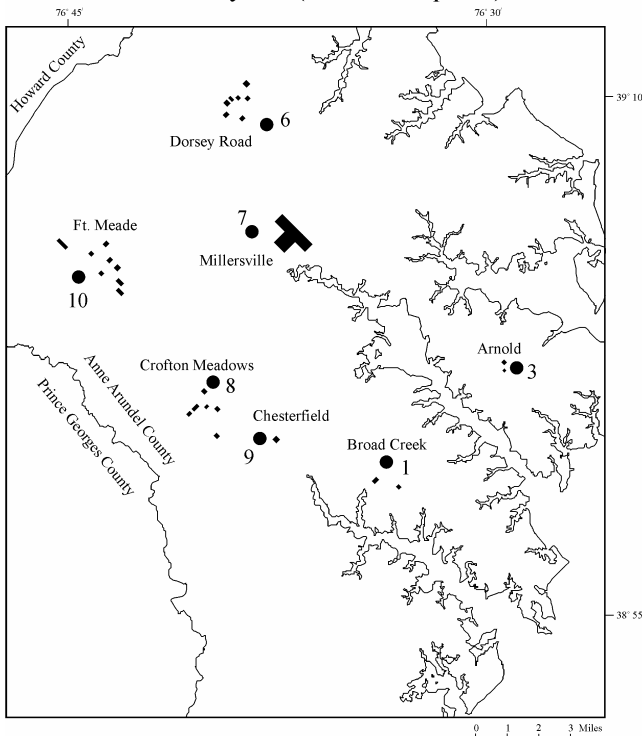 76 45'
76 30'
Howard County
39 10
6
Dorsey Road
7
Ft. Meade
Millersville
10
Arnold
3
Crofton Meadows
8
Anne Arundel County
Prince Georges County
Chesterfield
9
Broad Creek
1
38 55
0 1 2 3 Miles